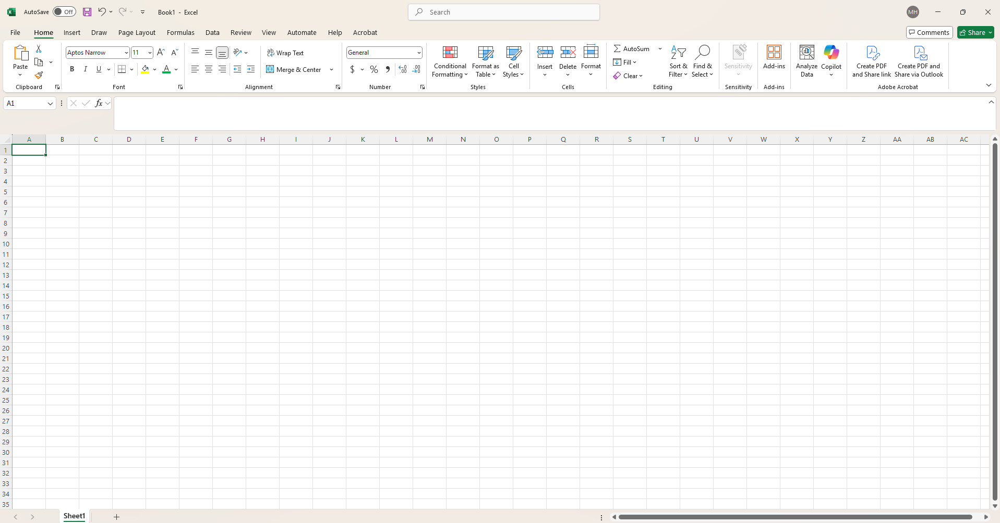 AutoSave Off Book1 - Excel Search MH
File Home Insert Draw Page Layout Formulas Data Review View Automate Help Acrobat Comments Share
Paste
Clipboard
Aptos Narrow 11
B I U A
Font
ab Wrap Text
Merge & Center
Alignment
General
$ % , .00
Number
Conditional Formatting
Format as Table
Cell Styles
Styles
Insert
Delete
Format
Cells
AutoSum
Fill
Clear
Sort & Filter
Find & Select
Editing
Sensitivity
Sensitivity
Add-ins
Add-ins
Analyze Data
Copilot
Create PDF and Share link
Create PDF and Share via Outlook
Adobe Acrobat
A1 fx
A B C D E F G H I J K L M N O P Q R S T U V W X Y Z AA AB AC
1
2
3
4
5
6
7
8
9
10
11
12
13
14
15
16
17
18
19
20
21
22
23
24
25
26
27
28
29
30
31
32
33
34
35
Sheet1